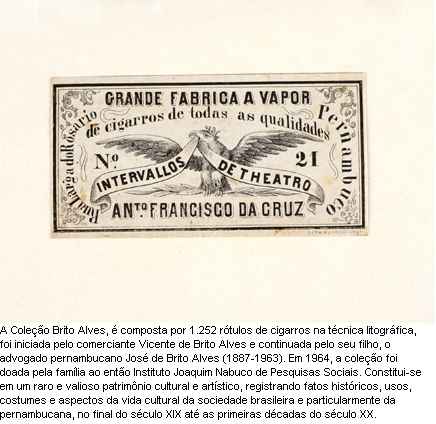 GRANDE FABRICA A VAPOR
de cigarros de todas as qualidades
Rua Larga do Rosario
Pernambuco
Nº 21
INTERVALLOS DE THEATRO
ANTº FRANCISCO DA CRUZ
A Coleção Brito Alves, é composta por 1.252 rótulos de cigarros na técnica litográfica,
foi iniciada pelo comerciante Vicente de Brito Alves e continuada pelo seu filho, o
advogado pernambucano José de Brito Alves (1887-1963). Em 1964, a coleção foi
doada pela família ao então Instituto Joaquim Nabuco de Pesquisas Sociais. Constitui-se
em um raro e valioso patrimônio cultural e artístico, registrando fatos históricos, usos,
costumes e aspectos da vida cultural da sociedade brasileira e particularmente da
pernambucana, no final do século XIX até as primeiras décadas do século XX.